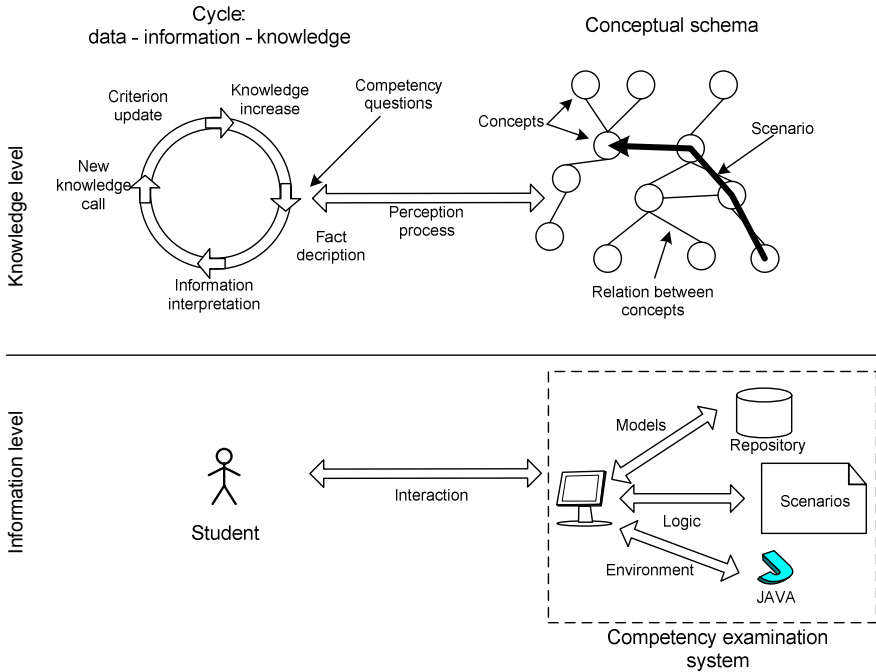 Cycle:
data - information - knowledge
Conceptual schema
Knowledge level
Criterion
update
Knowledge
increase
Competency
questions
Concepts
Scenario
New
knowledge
call
Perception
process
Fact
decription
Information
interpretation
Relation between
concepts
Information level
Student
Interaction
Models
Repository
Logic
Scenarios
Environment
JAVA
Competency examination
system